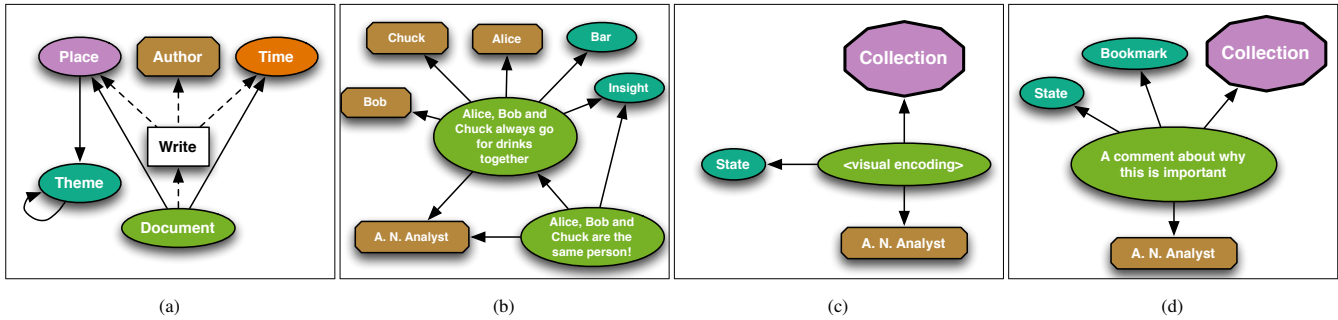 Place
Author
Time
Write
Theme
Document
(a)
Chuck
Alice
Bar
Insight
Bob
Alice, Bob and
Chuck always go
for drinks
together
A. N. Analyst
Alice, Bob and
Chuck are the
same person!
(b)
Collection
State
<visual encoding>
A. N. Analyst
(c)
Bookmark
Collection
State
A comment about why
this is important
A. N. Analyst
(d)